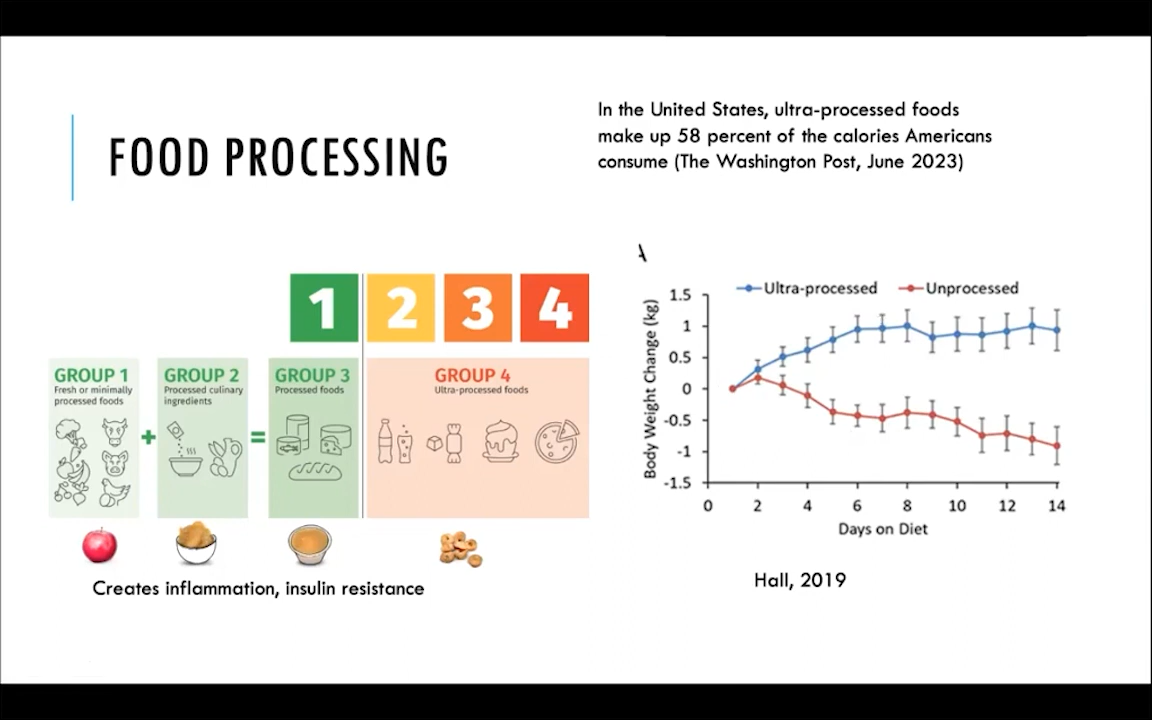 FOOD PROCESSING
In the United States, ultra-processed foods
make up 58 percent of the calories Americans
consume (The Washington Post, June 2023)
1 2 3 4
GROUP 1
Fresh or minimally
processed foods
+
GROUP 2
Processed culinary
ingredients
=
GROUP 3
Processed foods
GROUP 4
Ultra-processed foods
Creates inflammation, insulin resistance
Ultra-processed Unprocessed
Body Weight Change (kg)
1.5
1
0.5
0
-0.5
-1
-1.5
0 2 4 6 8 10 12 14
Days on Diet
Hall, 2019